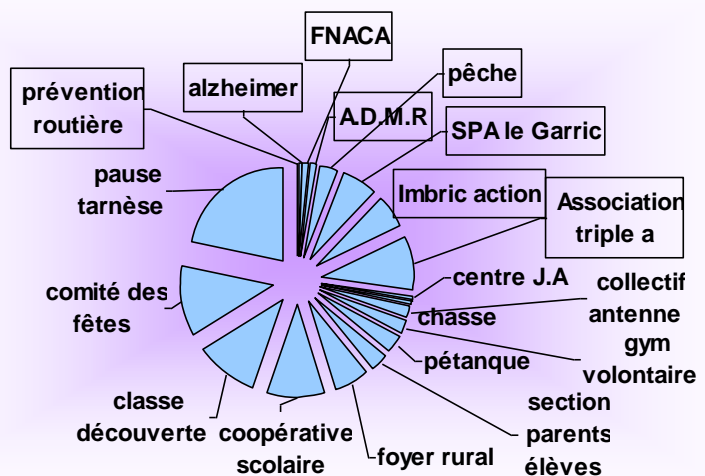 FNACA
alzheimer
pêche
prévention
routière
A.D.M.R
SPA le Garric
pause
tarnèse
Imbric action
Association
triple a
comité des
fêtes
centre J.A
collectif
antenne
chasse
gym
volontaire
pétanque
classe
découverte
coopérative
scolaire
foyer rural
section
parents
élèves